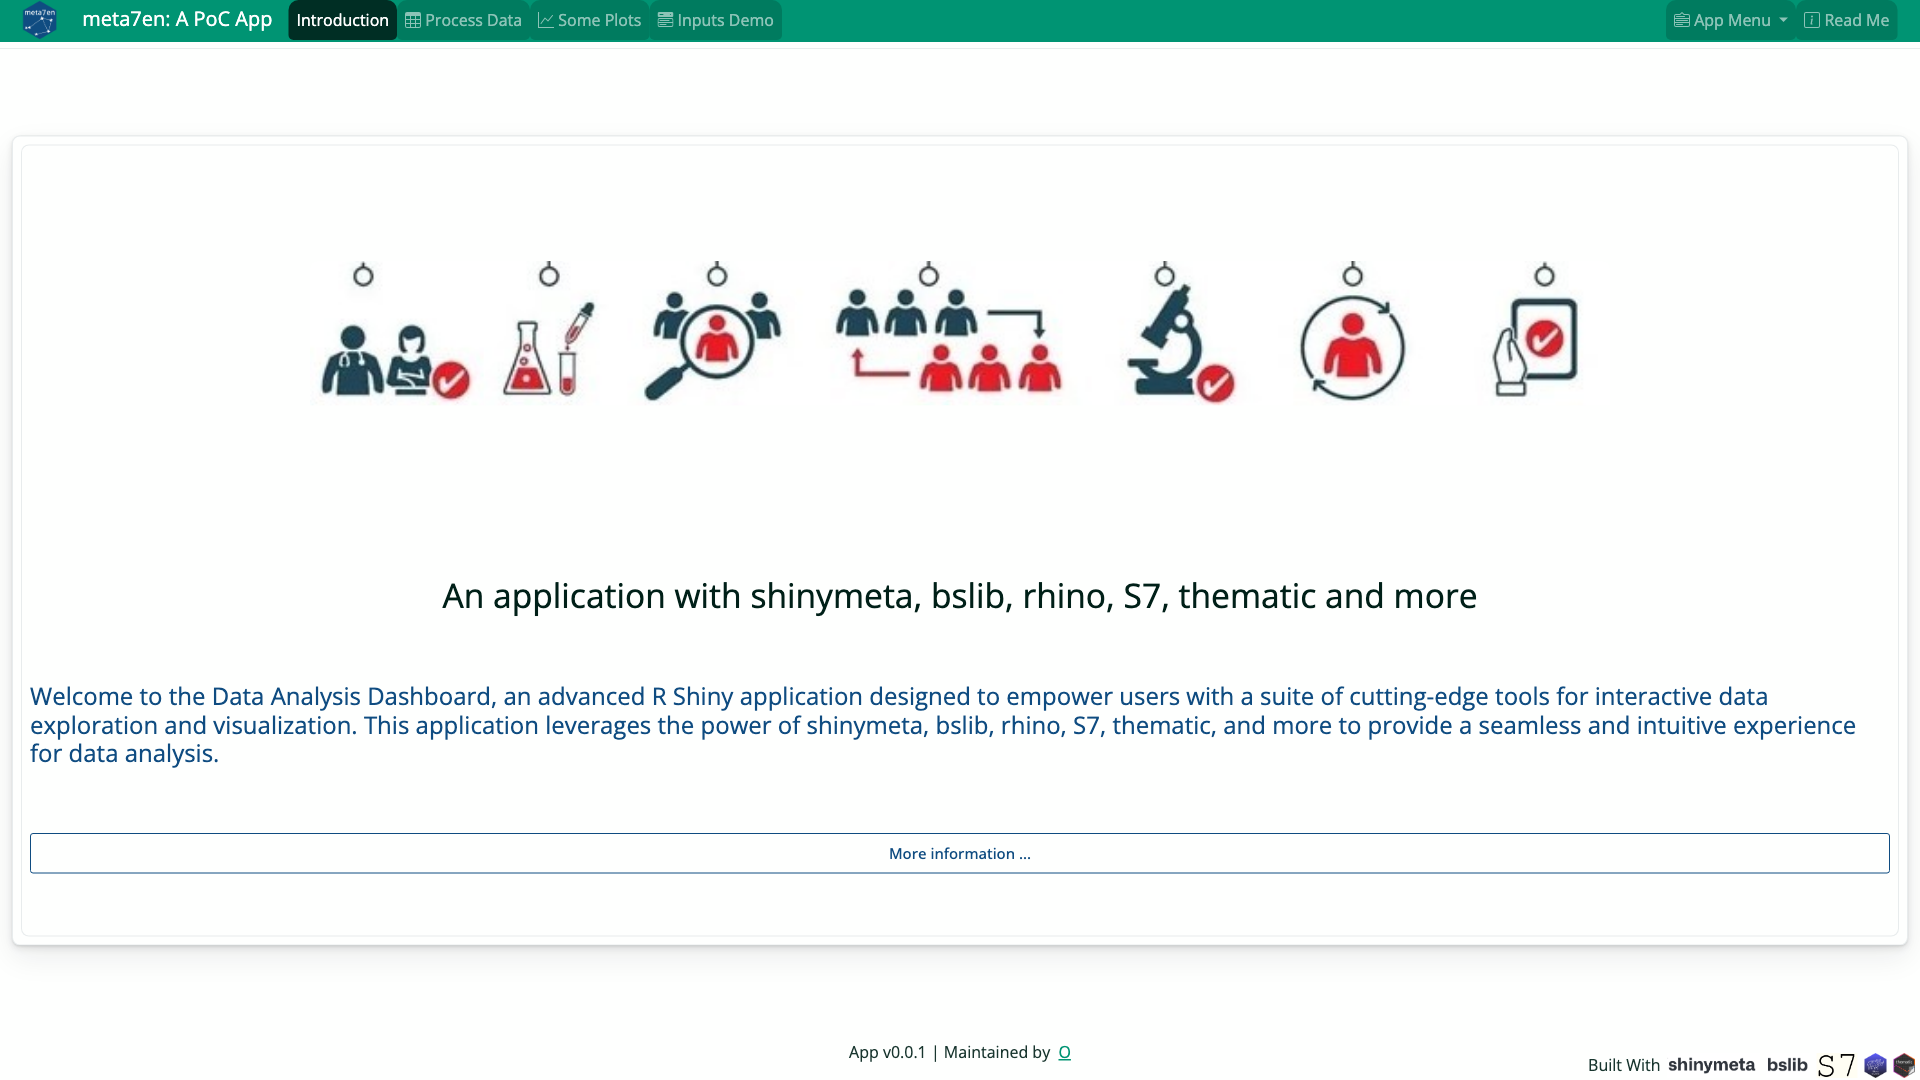 meta7en
meta7en: A PoC App
Introduction
Process Data
Some Plots
Inputs Demo
App Menu
Read Me
An application with shinymeta, bslib, rhino, S7, thematic and more
Welcome to the Data Analysis Dashboard, an advanced R Shiny application designed to empower users with a suite of cutting-edge tools for interactive data
exploration and visualization. This application leverages the power of shinymeta, bslib, rhino, S7, thematic, and more to provide a seamless and intuitive experience
for data analysis.
More information ...
App v0.0.1 | Maintained by O
Built With shinymeta bslib S7